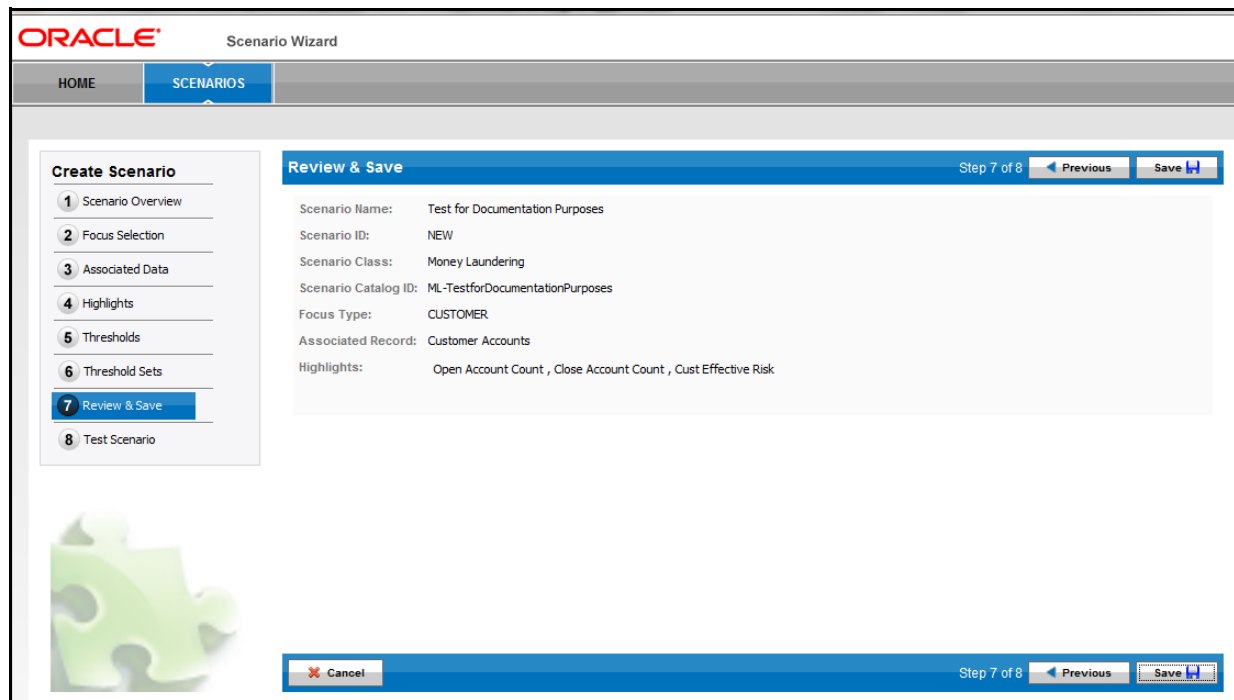 ORACLE Scenario Wizard
HOME SCENARIOS
Create Scenario
1 Scenario Overview
2 Focus Selection
3 Associated Data
4 Highlights
5 Thresholds
6 Threshold Sets
7 Review & Save
8 Test Scenario
Review & Save Step 7 of 8 Previous Save
Scenario Name: Test for Documentation Purposes
Scenario ID: NEW
Scenario Class: Money Laundering
Scenario Catalog ID: ML-TestforDocumentationPurposes
Focus Type: CUSTOMER
Associated Record: Customer Accounts
Highlights: Open Account Count , Close Account Count , Cust Effective Risk
Cancel Step 7 of 8 Previous Save